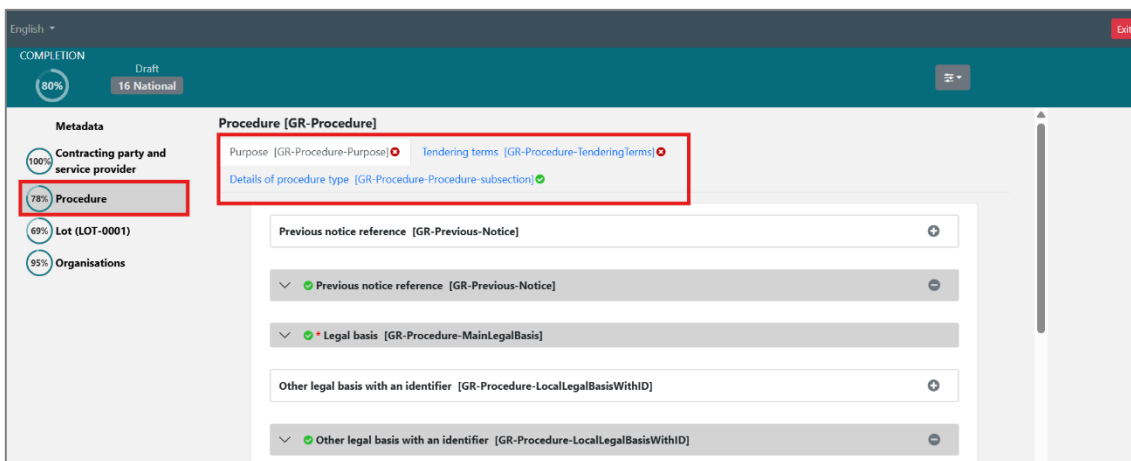 English
Exit
COMPLETION
80%
Draft
16 National
Metadata
100%
Contracting party and
service provider
78%
Procedure
69%
Lot (LOT-0001)
95%
Organisations
Procedure [GR-Procedure]
Purpose [GR-Procedure-Purpose]
Tendering terms [GR-Procedure-TenderingTerms]
Details of procedure type [GR-Procedure-Procedure-subsection]
Previous notice reference [GR-Previous-Notice]
Previous notice reference [GR-Previous-Notice]
* Legal basis [GR-Procedure-MainLegalBasis]
Other legal basis with an identifier [GR-Procedure-LocalLegalBasisWithID]
Other legal basis with an identifier [GR-Procedure-LocalLegalBasisWithID]